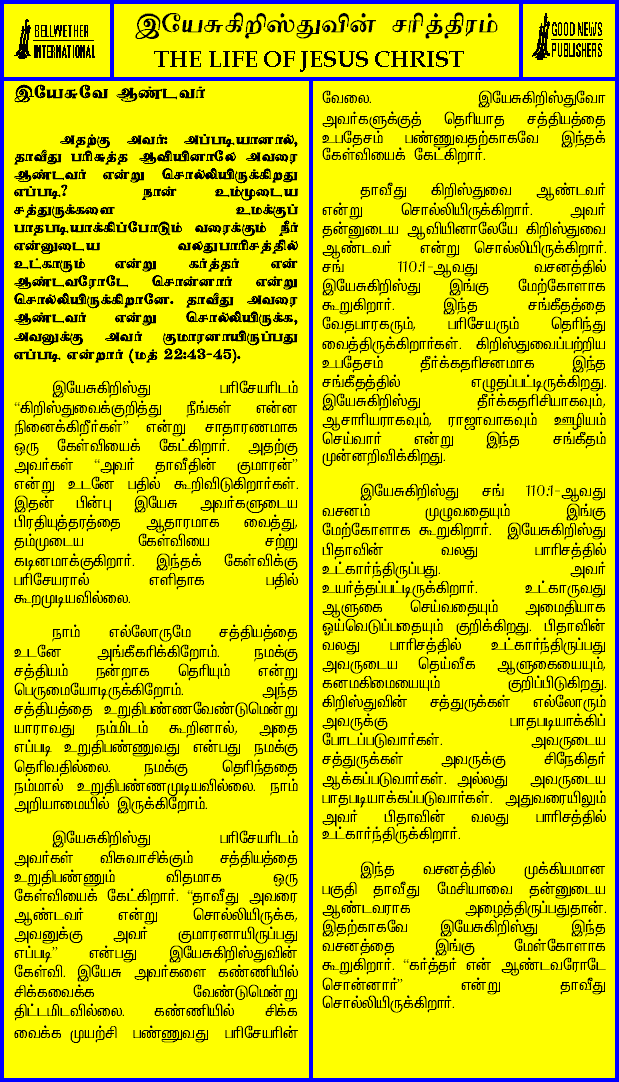 BELLWETHER
INTERNATIONAL
இயேசுகிறிஸ்துவின் சரித்திரம்
THE LIFE OF JESUS CHRIST
GOOD NEWS
PUBLISHERS
இயேசுவே ஆண்டவர்
அதற்கு அவர்: அப்படியானால்,
தாவீது பரிசுத்த ஆவியினாலே அவரை
ஆண்டவர் என்று சொல்லியிருக்கிறது
எப்படி? நான் உம்முடைய
சத்துருக்களை உமக்குப்
பாதபடியாக்கிப்போடும் வரைக்கும் நீர்
என்னுடைய வலதுபாரிசத்தில்
உட்காரும் என்று கர்த்தர் என்
ஆண்டவரோடே சொன்னார் என்று
சொல்லியிருக்கிறானே. தாவீது அவரை
ஆண்டவர் என்று சொல்லியிருக்க,
அவனுக்கு அவர் குமாரனாயிருப்பது
எப்படி என்றார் (மத் 22:43-45).
இயேசுகிறிஸ்து பரிசேயரிடம்
“கிறிஸ்துவைக்குறித்து நீங்கள் என்ன
நினைக்கிறீர்கள்” என்று சாதாரணமாக
ஒரு கேள்வியைக் கேட்கிறார். அதற்கு
அவர்கள் “அவர் தாவீதின் குமாரன்”
என்று உடனே பதில் கூறிவிடுகிறார்கள்.
இதன் பின்பு இயேசு அவர்களுடைய
பிரதியுத்தரத்தை ஆதாரமாக வைத்து,
தம்முடைய கேள்வியை சற்று
கடினமாக்குகிறார். இந்தக் கேள்விக்கு
பரிசேயரால் எளிதாக பதில்
கூறமுடியவில்லை.
நாம் எல்லோருமே சத்தியத்தை
உடனே அங்கீகரிக்கிறோம். நமக்கு
சத்தியம் நன்றாக தெரியும் என்று
பெருமையோடிருக்கிறோம். அந்த
சத்தியத்தை உறுதிபண்ணவேண்டுமென்று
யாராவது நம்மிடம் கூறினால், அதை
எப்படி உறுதிபண்ணுவது என்பது நமக்கு
தெரிவதில்லை. நமக்கு தெரிந்ததை
நம்மால் உறுதிபண்ணமுடியவில்லை. நாம்
அறியாமையில் இருக்கிறோம்.
இயேசுகிறிஸ்து பரிசேயரிடம்
அவர்கள் விசுவாசிக்கும் சத்தியத்தை
உறுதிபண்ணும் விதமாக ஒரு
கேள்வியைக் கேட்கிறார். “தாவீது அவரை
ஆண்டவர் என்று சொல்லியிருக்க,
அவனுக்கு அவர் குமாரனாயிருப்பது
எப்படி” என்பது இயேசுகிறிஸ்துவின்
கேள்வி. இயேசு அவர்களை கண்ணியில்
சிக்கவைக்க வேண்டுமென்று
திட்டமிடவில்லை. கண்ணியில் சிக்க
வைக்க முயற்சி பண்ணுவது பரிசேயரின்
வேலை. இயேசுகிறிஸ்துவோ
அவர்களுக்குத் தெரியாத சத்தியத்தை
உபதேசம் பண்ணுவதற்காகவே இந்தக்
கேள்வியைக் கேட்கிறார்.
தாவீது கிறிஸ்துவை ஆண்டவர்
என்று சொல்லியிருக்கிறார். அவர்
தன்னுடைய ஆவியினாலேயே கிறிஸ்துவை
ஆண்டவர் என்று சொல்லியிருக்கிறார்.
சங் 110:1-ஆவது வசனத்தில்
இயேசுகிறிஸ்து இங்கு மேற்கோளாக
கூறுகிறார். இந்த சங்கீதத்தை
வேதபாரகரும், பரிசேயரும் தெரிந்து
வைத்திருக்கிறார்கள். கிறிஸ்துவைப்பற்றிய
உபதேசம் தீர்க்கதரிசனமாக இந்த
சங்கீதத்தில் எழுதப்பட்டிருக்கிறது.
இயேசுகிறிஸ்து தீர்க்கதரிசியாகவும்,
ஆசாரியராகவும், ராஜாவாகவும் ஊழியம்
செய்வார் என்று இந்த சங்கீதம்
முன்னறிவிக்கிறது.
இயேசுகிறிஸ்து சங் 110:1-ஆவது
வசனம் முழுவதையும் இங்கு
மேற்கோளாக கூறுகிறார். இயேசுகிறிஸ்து
பிதாவின் வலது பாரிசத்தில்
உட்கார்ந்திருப்பது. அவர்
உயர்த்தப்பட்டிருக்கிறார். உட்காருவது
ஆளுகை செய்வதையும் அமைதியாக
ஓய்வெடுப்பதையும் குறிக்கிறது. பிதாவின்
வலது பாரிசத்தில் உட்கார்ந்திருப்பது
அவருடைய தெய்வீக ஆளுகையையும்,
கனமகிமையையும் குறிப்பிடுகிறது.
கிறிஸ்துவின் சத்துருக்கள் எல்லோரும்
அவருக்கு பாதபடியாக்கிப்
போடப்படுவார்கள். அவருடைய
சத்துருக்கள் அவருக்கு சிநேகிதர்
ஆக்கப்படுவார்கள். அல்லது அவருடைய
பாதபடியாக்கப்படுவார்கள். அதுவரையிலும்
அவர் பிதாவின் வலது பாரிசத்தில்
உட்கார்ந்திருக்கிறார்.
இந்த வசனத்தில் முக்கியமான
பகுதி தாவீது மேசியாவை தன்னுடைய
ஆண்டவராக அழைத்திருப்பதுதான்.
இதற்காகவே இயேசுகிறிஸ்து இந்த
வசனத்தை இங்கு மேள்கோளாக
கூறுகிறார். “கர்த்தர் என் ஆண்டவரோடே
சொன்னார்” என்று தாவீது
சொல்லியிருக்கிறார்.